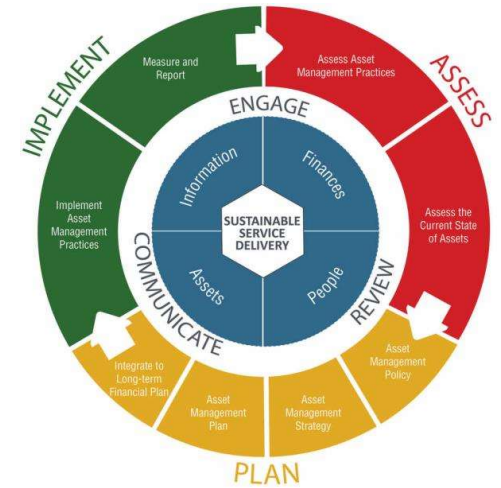 IMPLEMENT
ASSESS
PLAN
Measure and
Report
Assess Asset
Management Practices
Assess the
Current State
of Assets
Asset
Management
Policy
Asset
Management
Strategy
Asset
Management
Plan
Integrate to
Long-term
Financial Plan
Implement
Asset
Management
Practices
ENGAGE
REVIEW
COMMUNICATE
Information
Finances
People
Assets
SUSTAINABLE
SERVICE
DELIVERY